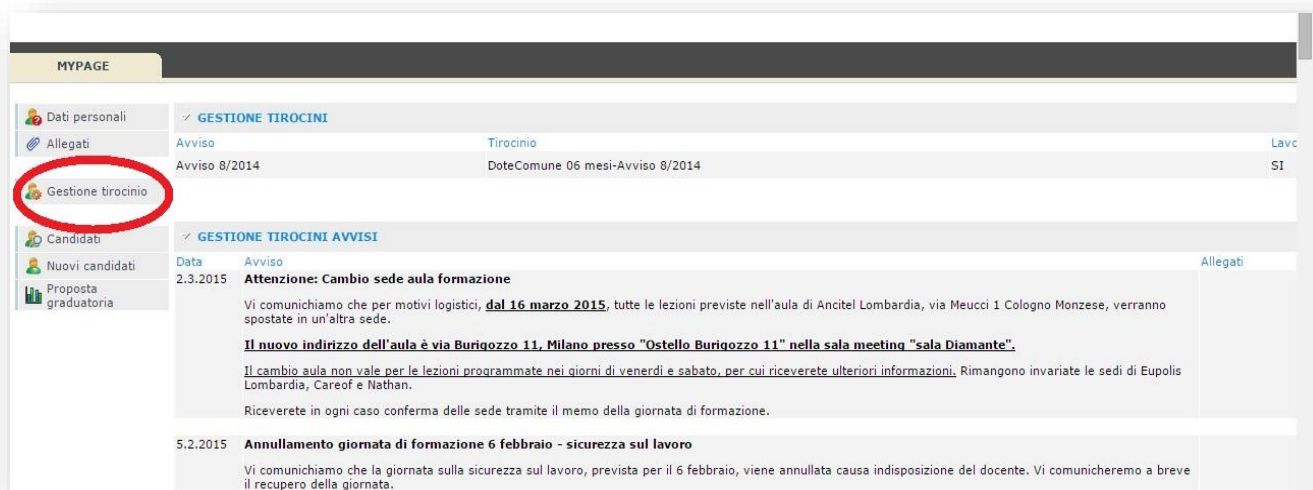 MYPAGE
Dati personali
Allegati
Gestione tirocinio
Candidati
Nuovi candidati
Proposta
graduatoria
GESTIONE TIROCINI
Avviso Tirocinio
Avviso 8/2014 DoteComune 06 mesi-Avviso 8/2014 SI
GESTIONE TIROCINI AVVISI
Data Avviso Allegati
2.3.2015 Attenzione: Cambio sede aula formazione
Vi comunichiamo che per motivi logistici, dal 16 marzo 2015, tutte le lezioni previste nell'aula di Ancitel Lombardia, via Meucci 1 Cologno Monzese, verranno
spostate in un'altra sede.
Il nuovo indirizzo dell'aula è via Burigozzo 11, Milano presso "Ostello Burigozzo 11" nella sala meeting "sala Diamante".
Il cambio aula non vale per le lezioni programmate nei giorni di venerdì e sabato, per cui riceverete ulteriori informazioni. Rimangono invariate le sedi di Eupolis
Lombardia, Careof e Nathan.
Riceverete in ogni caso conferma delle sede tramite il memo della giornata di formazione.
5.2.2015 Annullamento giornata di formazione 6 febbraio - sicurezza sul lavoro
Vi comunichiamo che la giornata sulla sicurezza sul lavoro, prevista per il 6 febbraio, viene annullata causa indisposizione del docente. Vi comunicheremo a breve
il recupero della giornata.